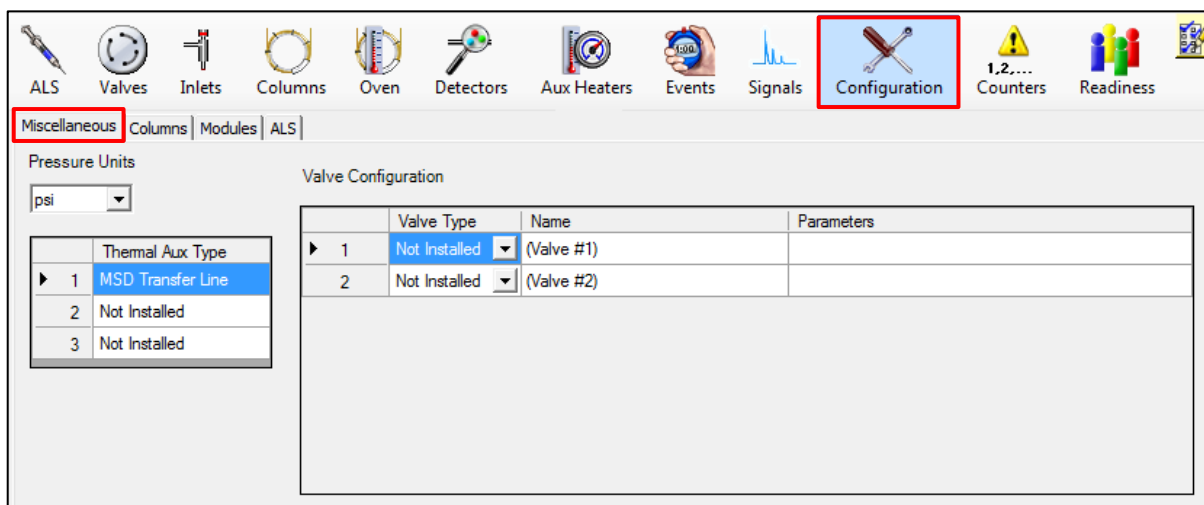 1:00
1,2,...
ALS Valves Inlets Columns Oven Detectors Aux Heaters Events Signals Configuration Counters Readiness
Miscellaneous Columns Modules ALS
Pressure Units
psi
Thermal Aux Type
1 MSD Transfer Line
2 Not Installed
3 Not Installed
Valve Configuration
Valve Type Name Parameters
1 Not Installed (Valve #1)
2 Not Installed (Valve #2)